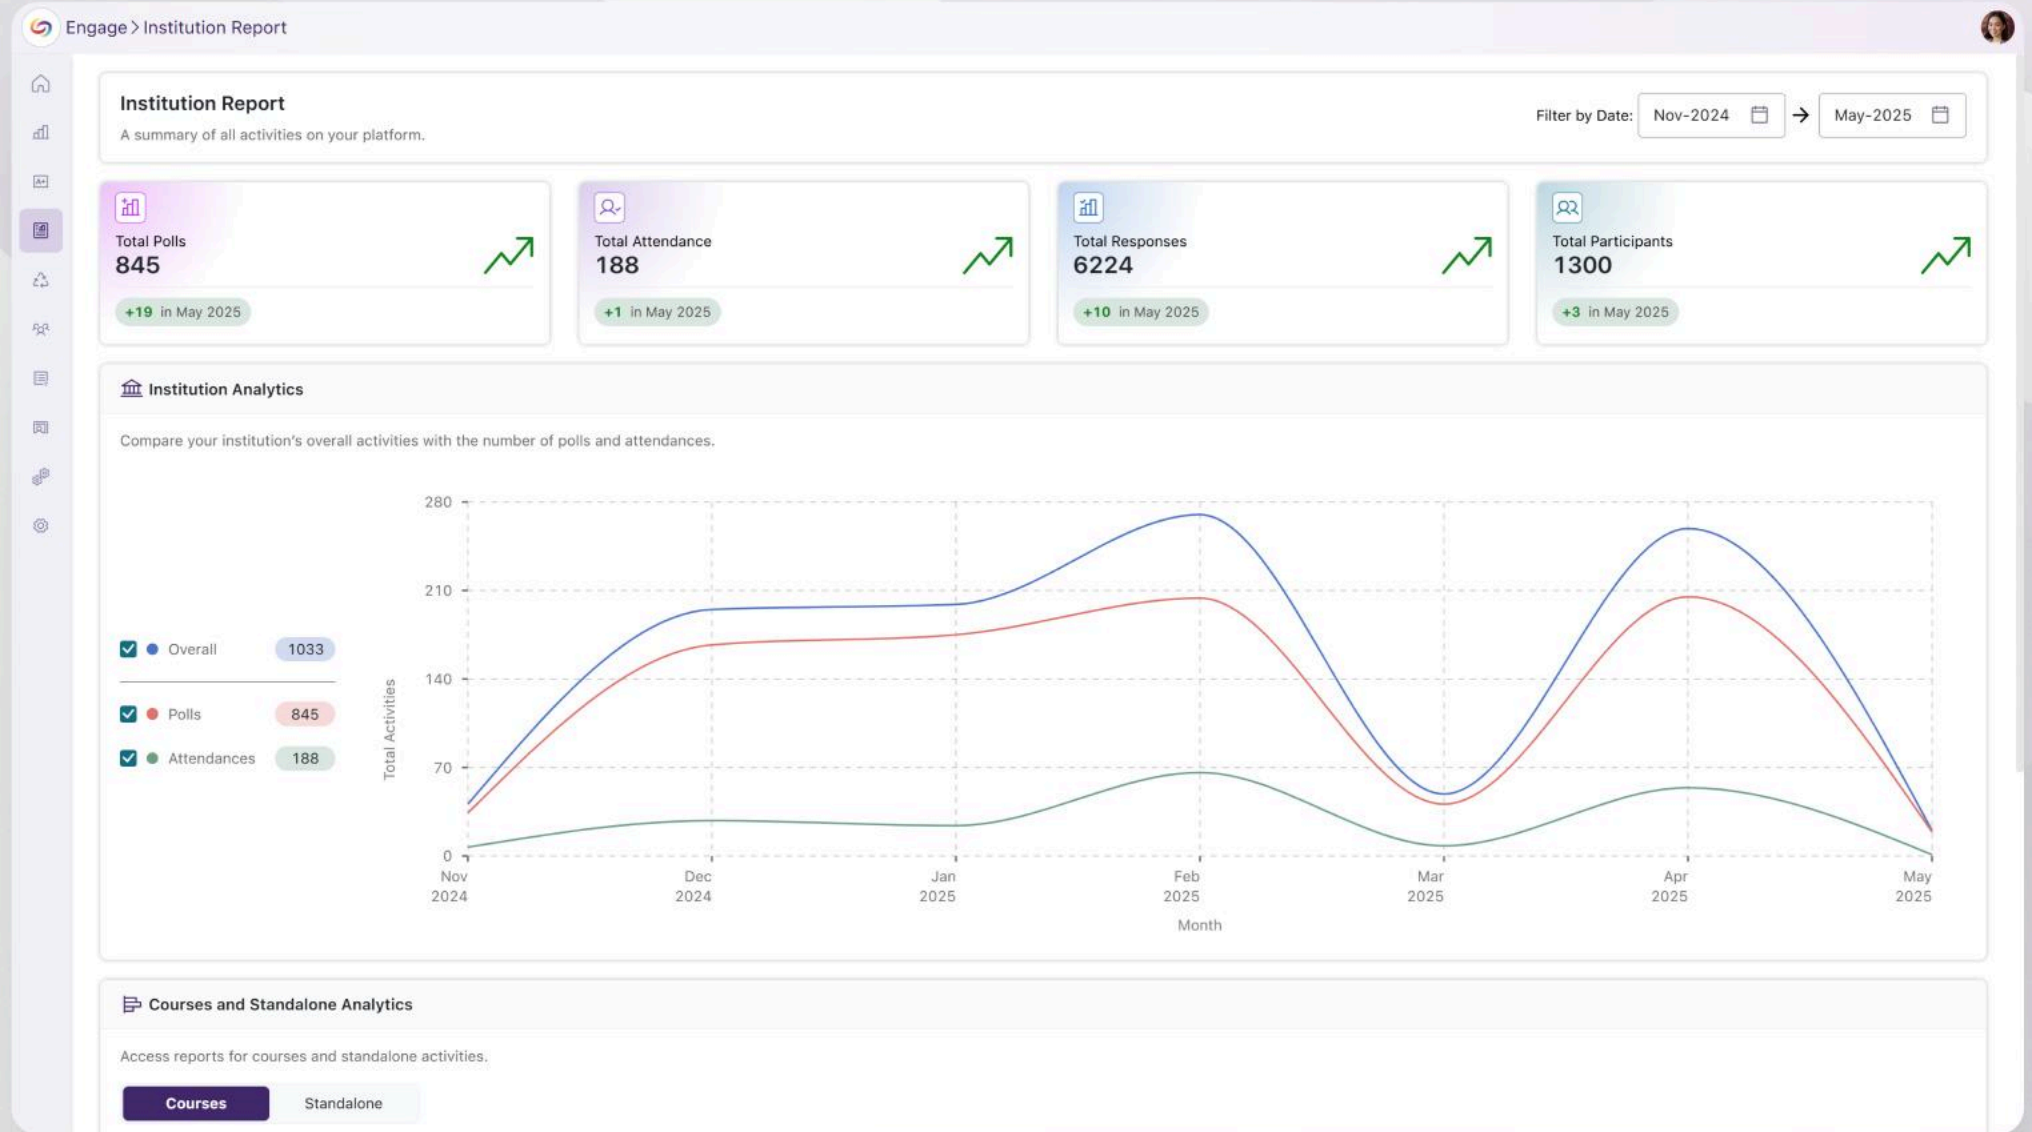 Engage > Institution Report
Institution Report
A summary of all activities on your platform.
Filter by Date: Nov-2024 → May-2025
Total Polls
845
+19 in May 2025
Total Attendance
188
+1 in May 2025
Total Responses
6224
+10 in May 2025
Total Participants
1300
+3 in May 2025
Institution Analytics
Compare your institution's overall activities with the number of polls and attendances.
Overall 1033
Polls 845
Attendances 188
Total Activities
280
210
140
70
0
Nov 2024
Dec 2024
Jan 2025
Feb 2025
Mar 2025
Apr 2025
May 2025
Month
Courses and Standalone Analytics
Access reports for courses and standalone activities.
Courses Standalone